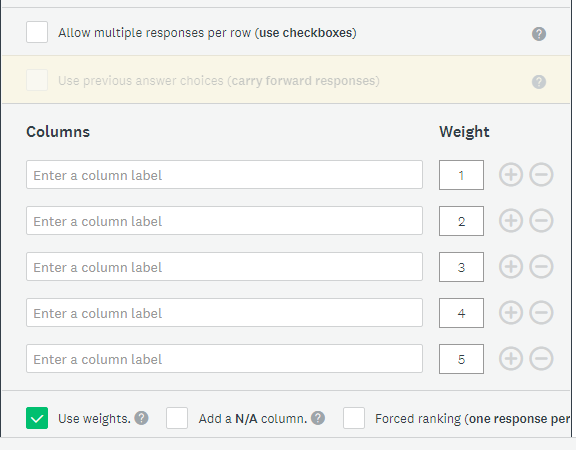 Allow multiple responses per row (use checkboxes) ?
Use previous answer choices (carry forward responses) ?
Columns Weight
Enter a column label 1
Enter a column label 2
Enter a column label 3
Enter a column label 4
Enter a column label 5
Use weights. ? Add a N/A column. ? Forced ranking (one response per